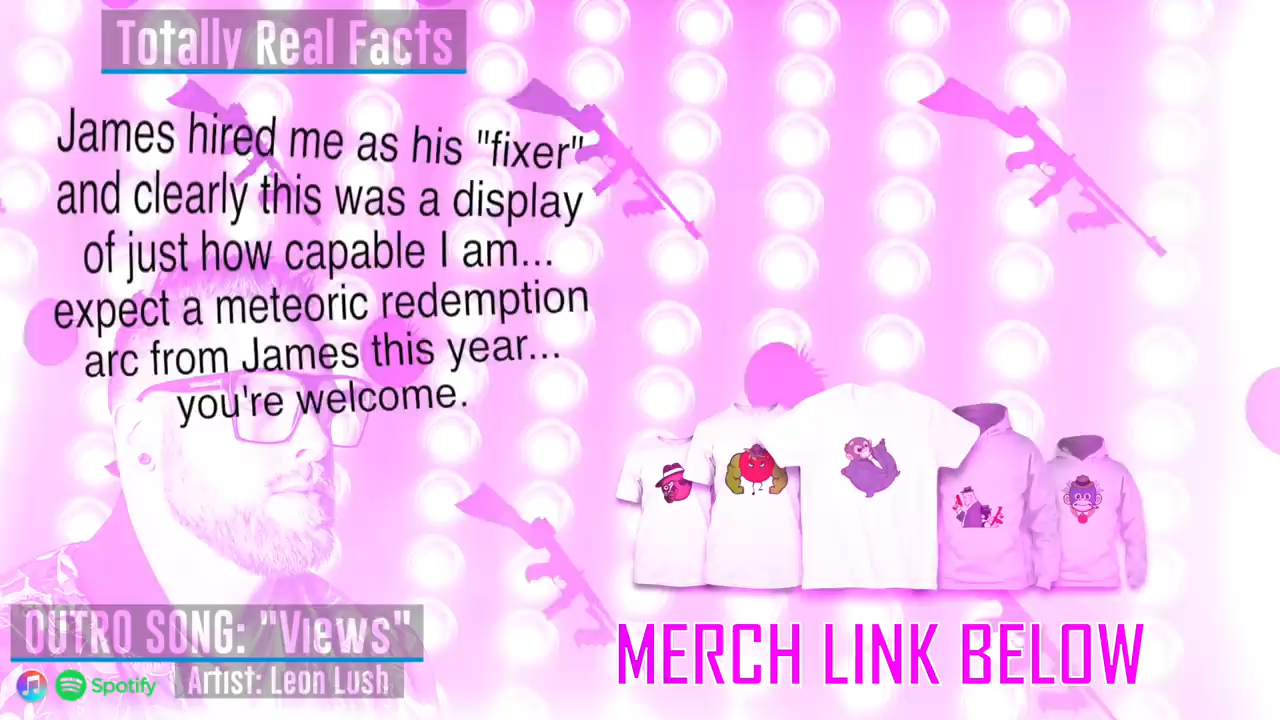 Totally Real Facts
James hired me as his "fixer"
and clearly this was a display
of just how capable I am...
expect a meteoric redemption
arc from James this year...
you're welcome.
OUTRO SONG: "Views"
Artist: Leon Lush
Spotify
MERCH LINK BELOW